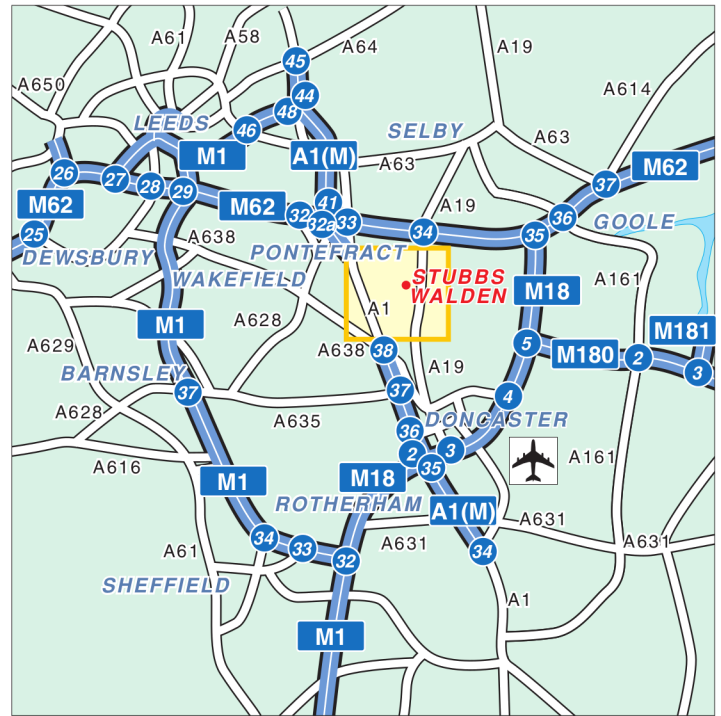 A61
A58
45
A64
A19
A650
A614
44
48
LEEDS
46
SELBY
A63
M1
A1(M)
A63
M62
26
27
28
29
37
M62
M62
41
32
32a
33
A19
34
36
35
GOOLE
25
A638
DEWSBURY
PONTEFRACT
WAKEFIELD
STUBBS
WALDEN
A161
M18
A1
M1
A628
M181
A629
A638
38
5
M180
2
3
A19
BARNSLEY
37
37
4
A628
A635
36
DONCASTER
2
3
35
A616
M1
M18
A161
ROTHERHAM
A1(M)
A631
34
33
A631
A631
A61
32
34
SHEFFIELD
A1
M1